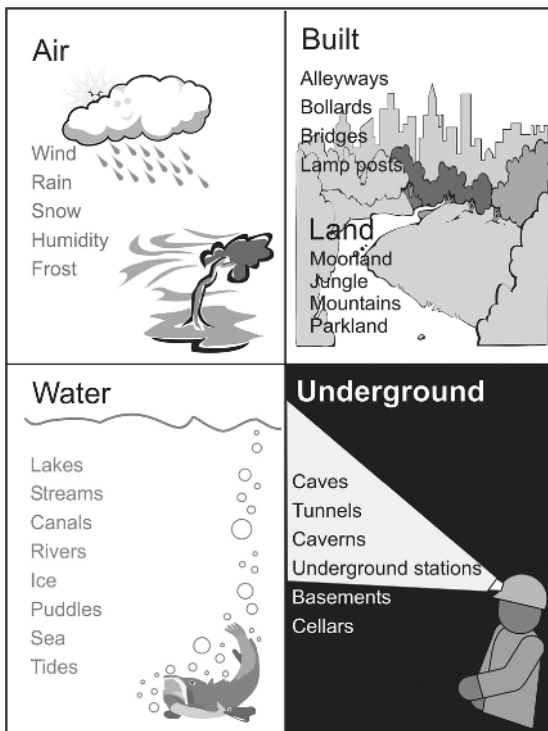 Air
Wind
Rain
Snow
Humidity
Frost
Built
Alleyways
Bollards
Bridges
Lamp posts
Land
Moorland
Jungle
Mountains
Parkland
Water
Lakes
Streams
Canals
Rivers
Ice
Puddles
Sea
Tides
Underground
Caves
Tunnels
Caverns
Underground stations
Basements
Cellars